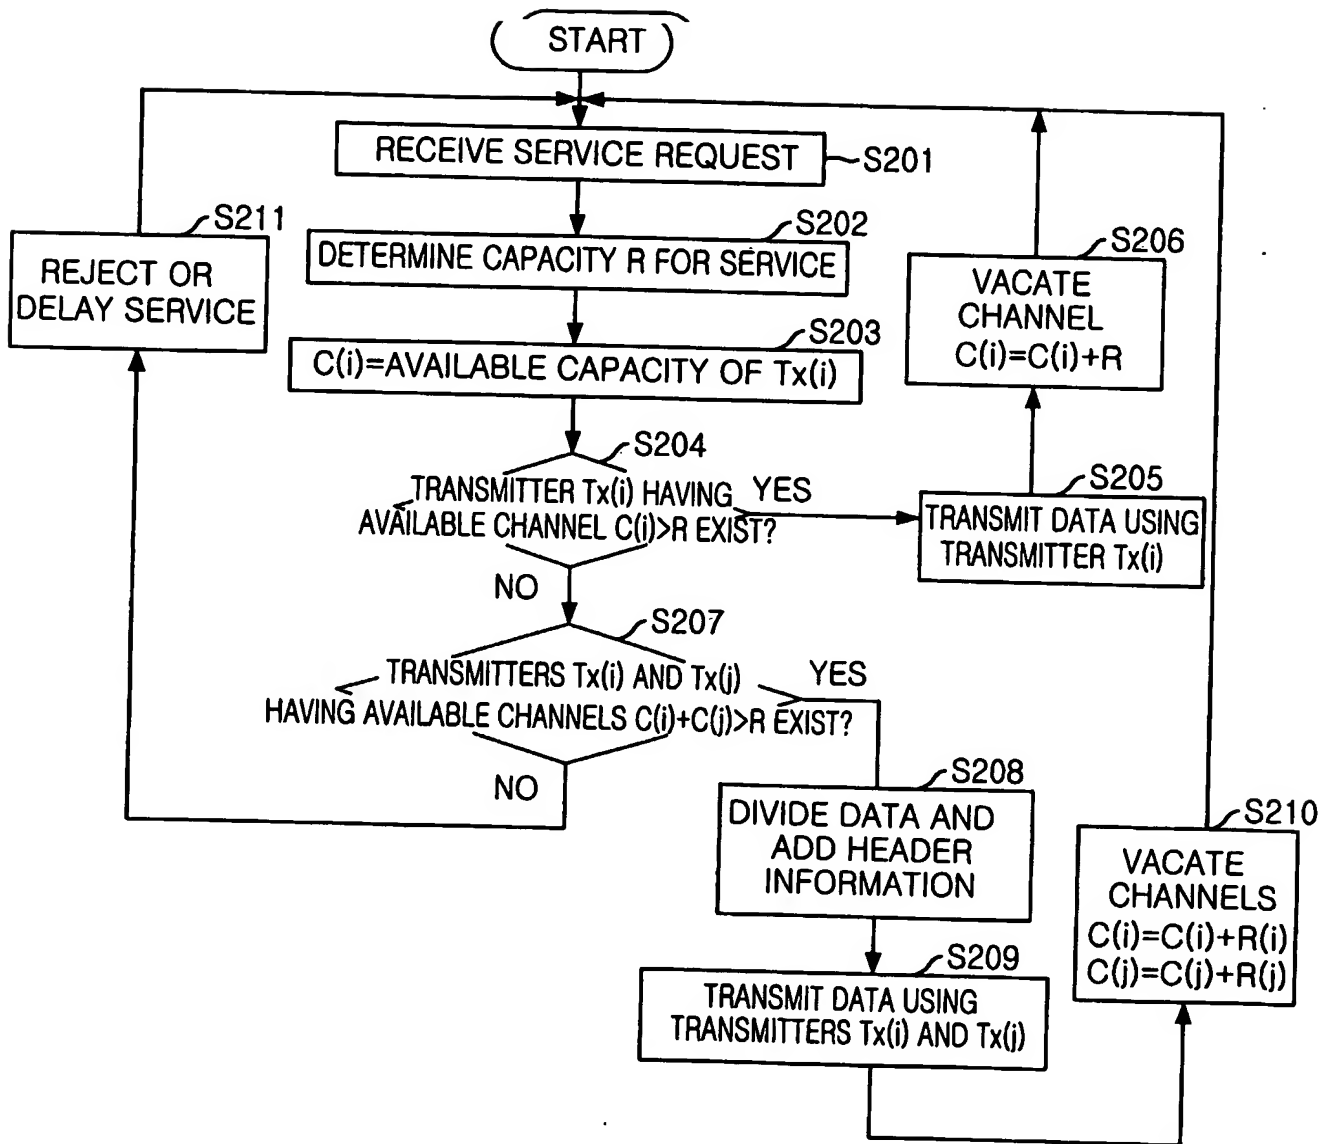 START
RECEIVE SERVICE REQUEST
S201
S202
DETERMINE CAPACITY R FOR SERVICE
S203
C(i)=AVAILABLE CAPACITY OF Tx(i)
S204
TRANSMITTER Tx(i) HAVING
AVAILABLE CHANNEL C(i)>R EXIST?
YES
NO
S205
TRANSMIT DATA USING
TRANSMITTER Tx(i)
S206
VACATE
CHANNEL
C(i)=C(i)+R
S207
TRANSMITTERS Tx(i) AND Tx(j)
HAVING AVAILABLE CHANNELS C(i)+C(j)>R EXIST?
YES
NO
S208
DIVIDE DATA AND
ADD HEADER
INFORMATION
S209
TRANSMIT DATA USING
TRANSMITTERS Tx(i) AND Tx(j)
S210
VACATE
CHANNELS
C(i)=C(i)+R(i)
C(j)=C(j)+R(j)
S211
REJECT OR
DELAY SERVICE